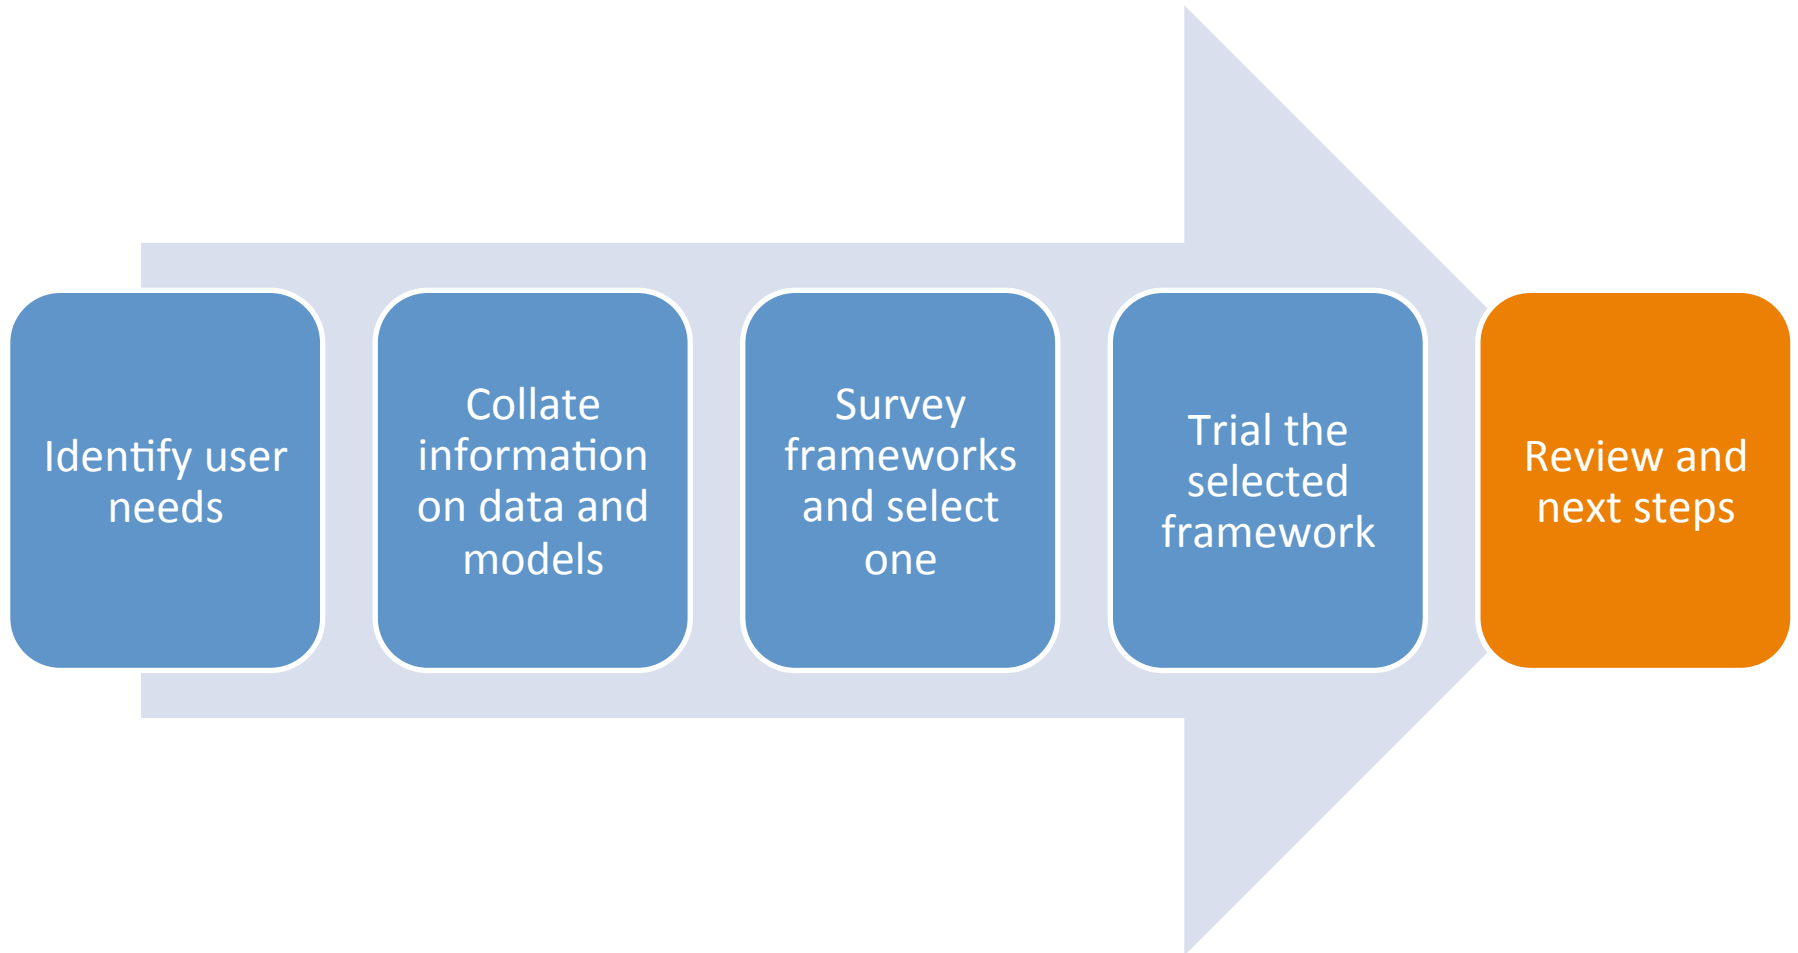 Identify user
needs
Collate
information
on data and
models
Survey
frameworks
and select
one
Trial the
selected
framework
Review and
next steps